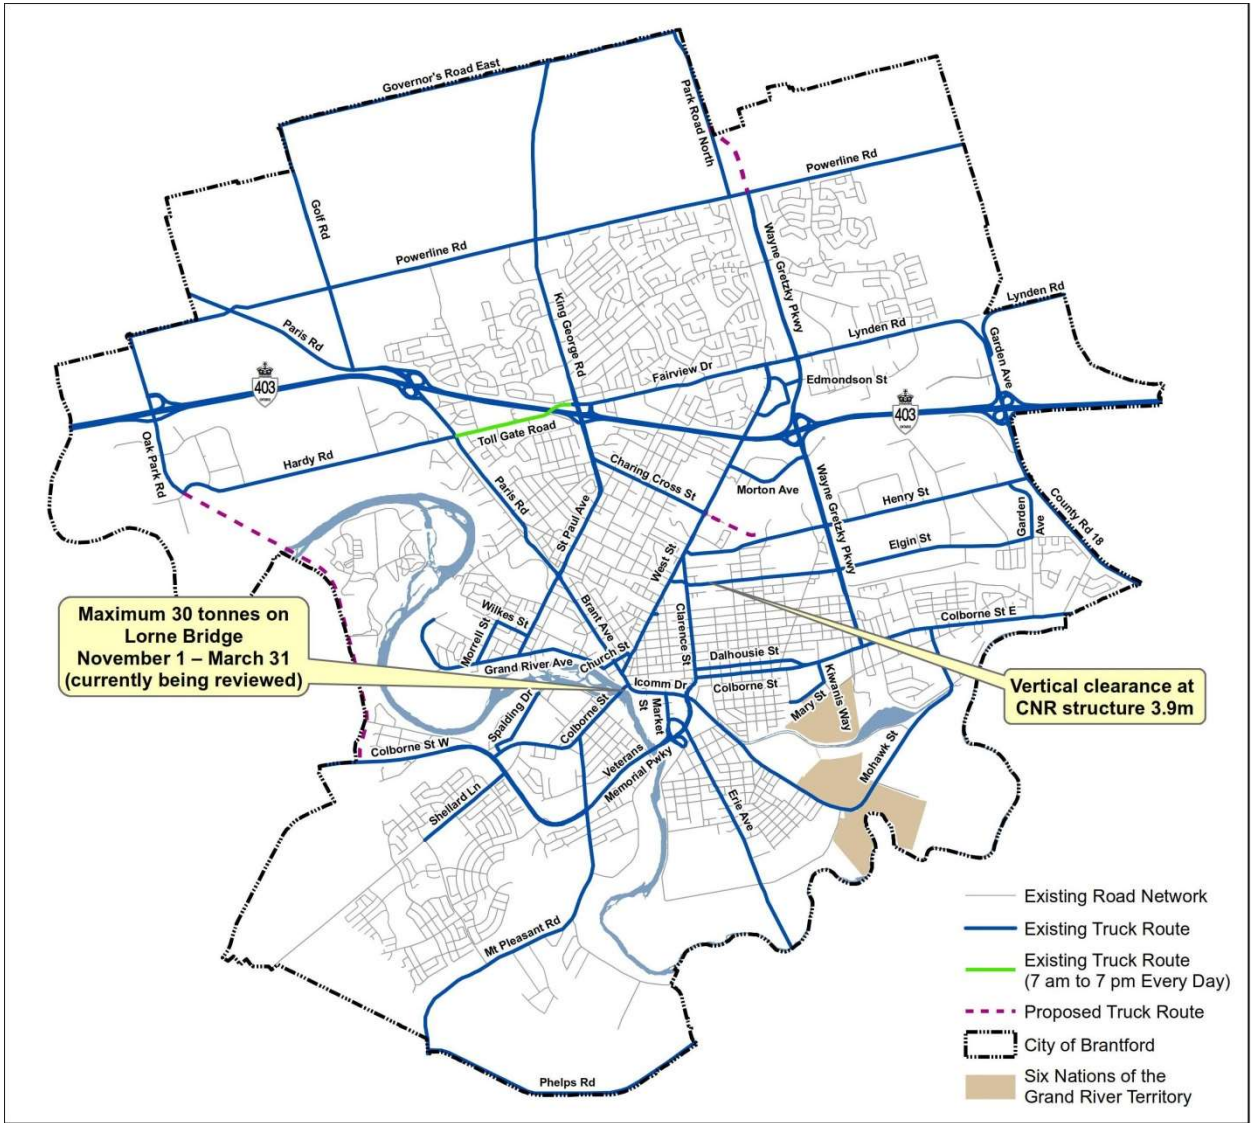 Governor's Road East
Park Road North
Powerline Rd
Golf Rd
Powerline Rd
Wayne Gretzky Pkwy
Lynden Rd
King George Rd
Lynden Rd
Paris Rd
Garden Ave
Fairview Dr
Edmondson St
403
403
Toll Gate Road
Oak Park Rd
Hardy Rd
Charing Cross St
Morton Ave
Wayne Gretzky Pkwy
Paris Rd
Henry St
Garden
Ave
County Rd 18
St Paul Ave
Elgin St
West St
Maximum 30 tonnes on
Lorne Bridge
November 1 – March 31
(currently being reviewed)
Wilkes St
Brant Ave
Morrell St
Clarence St
Colborne St E
Church St
Dalhousie St
Grand River Ave
Icomm Dr
Colborne St
Kiwanis Way
Mary St
Vertical clearance at
CNR structure 3.9m
Spalding Dr
Colborne St
Market
St
Colborne St W
Veterans
Memorial Pwky
Mohawk St
Shellard Ln
Erie Ave
Mt Pleasant Rd
Phelps Rd
Existing Road Network
Existing Truck Route
Existing Truck Route
(7 am to 7 pm Every Day)
Proposed Truck Route
City of Brantford
Six Nations of the
Grand River Territory